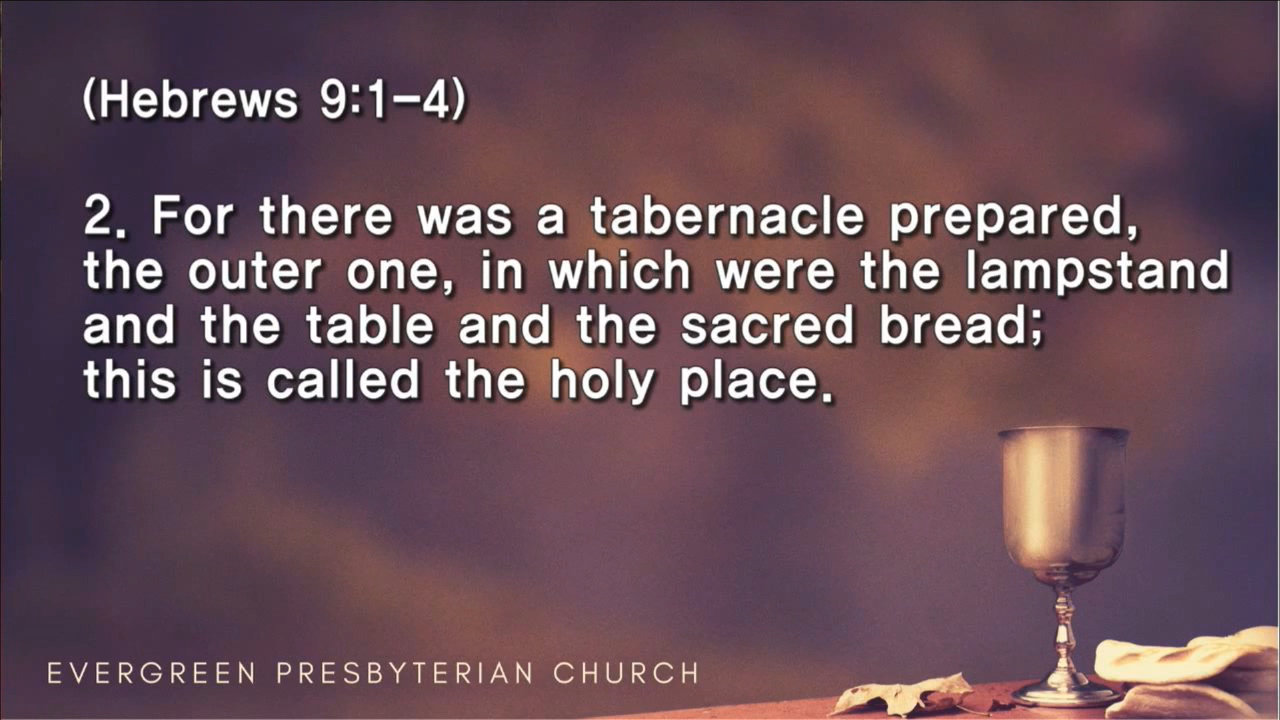 (Hebrews 9:1-4)
2. For there was a tabernacle prepared,
the outer one, in which were the lampstand
and the table and the sacred bread;
this is called the holy place.
EVERGREEN PRESBYTERIAN CHURCH